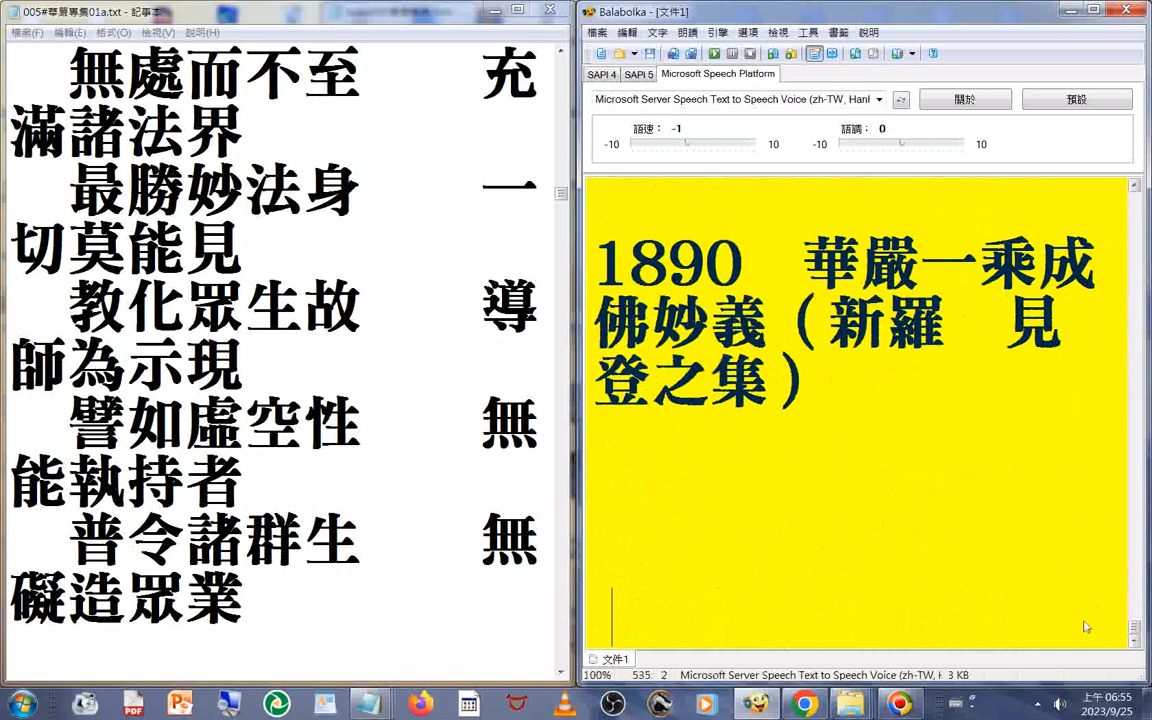 005#華嚴專集01a.txt - 記事本
檔案(F) 編輯(E) 格式(O) 檢視(V) 說明(H)
無處而不至 充
滿諸法界
最勝妙法身 一
切莫能見
教化眾生故 導
師為示現
譬如虛空性 無
能執持者
普令諸群生 無
礙造眾業
Balabolka - [文件1]
檔案 編輯 文字 朗讀 引擎 選項 檢視 工具 書籤 說明
SAPI 4 SAPI 5 Microsoft Speech Platform
Microsoft Server Speech Text to Speech Voice (zh-TW, Hanl 關於 預設
語速： -1 語調： 0
-10 10 -10 10
1890 華嚴一乘成
佛妙義（新羅 見
登之集）
文件1
100% 535: 2 Microsoft Server Speech Text to Speech Voice (zh-TW, 3 KB
PDF
上午 06:55
2023/9/25